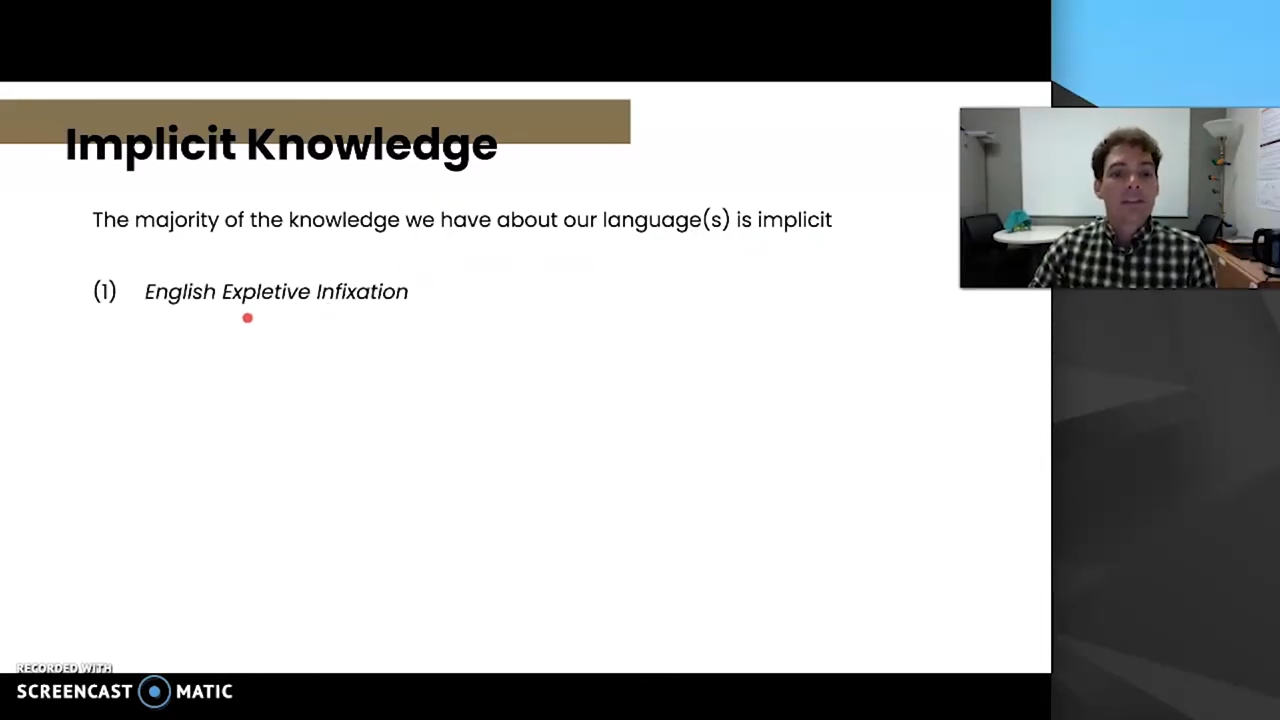 Implicit Knowledge
The majority of the knowledge we have about our language(s) is implicit
(1) English Expletive Infixation
RECORDED WITH
SCREENCAST MATIC